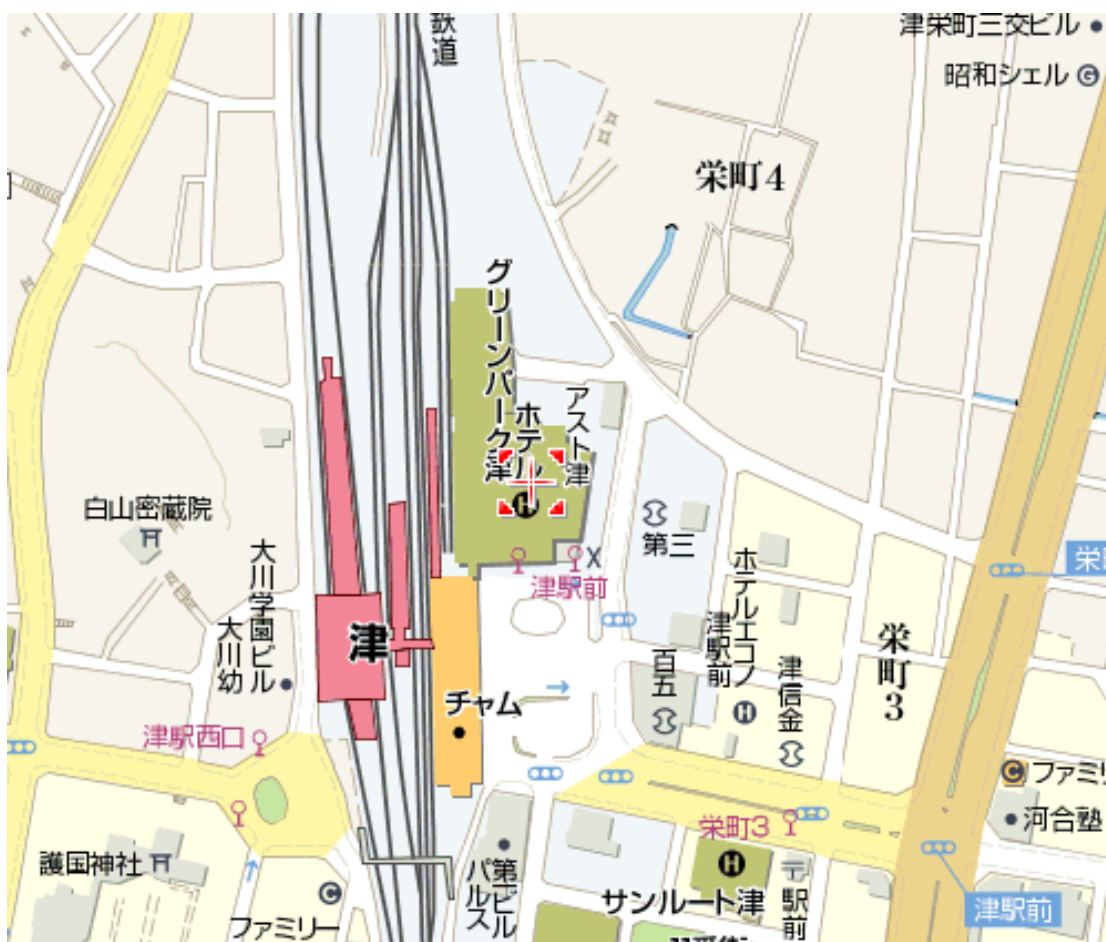 鉄道
津栄町三交ビル
昭和シェル
G
栄町4
グリーンパーク津
ホテル
アスト津
H
白山密蔵院
大川学園ビル
大川幼
津
第三
X
津駅前
ホテルエコノ
津駅前
H
百五
津信金
栄町3
チャム
津駅西口
C
ファミリ
河合塾
栄町3
護国神社
C
ファミリー
第一ビル
パルス
H
サンルート津
〒
駅前
津駅前